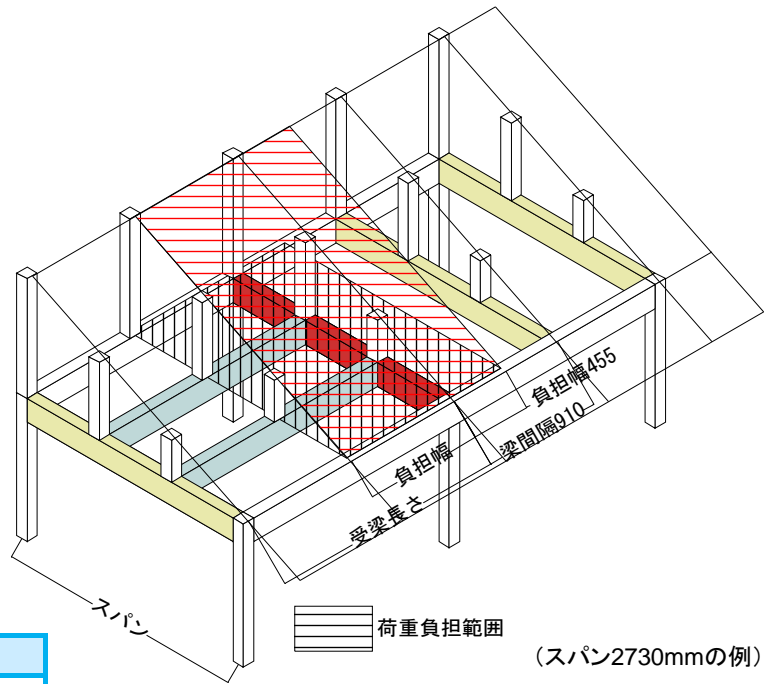 負担幅455
梁間隔910
負担幅
受梁長さ
スパン
荷重負担範囲
(スパン2730mmの例)